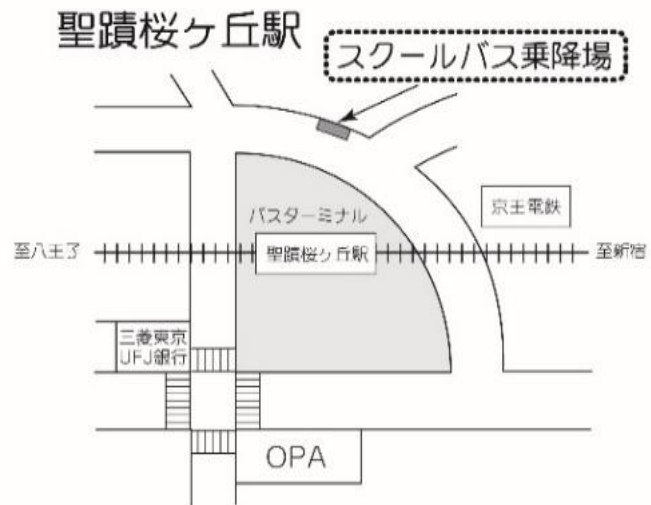 聖蹟桜ヶ丘駅
スクールバス乗降場
バスターミナル
京王電鉄
至八王了
聖蹟桜ヶ丘駅
至新宿
三菱東京
UFJ銀行
OPA